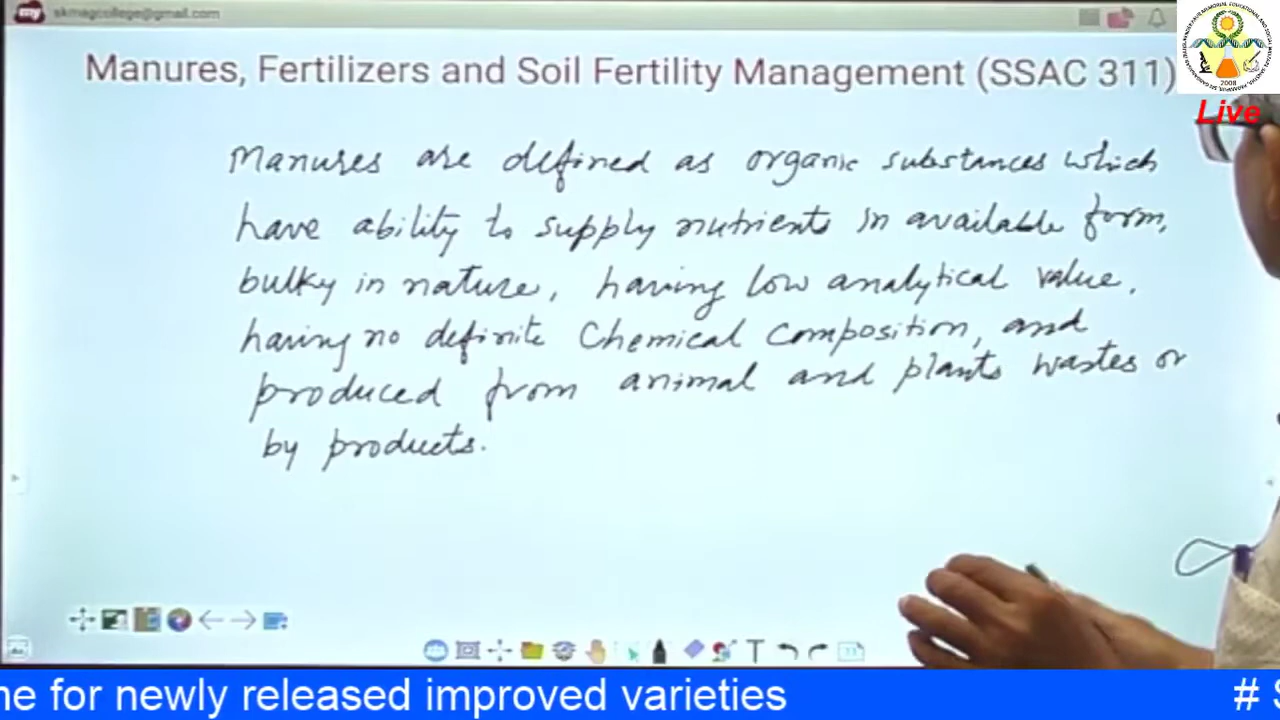 skmagcollege@gmail.com
Manures, Fertilizers and Soil Fertility Management (SSAC 311)
2008
Live
Manures are defined as organic substances which
have ability to supply nutrients in available form,
bulky in nature, having low analytical value,
having no definite Chemical Composition, and
produced from animal and plants wastes or
by products.
me for newly released improved varieties
#